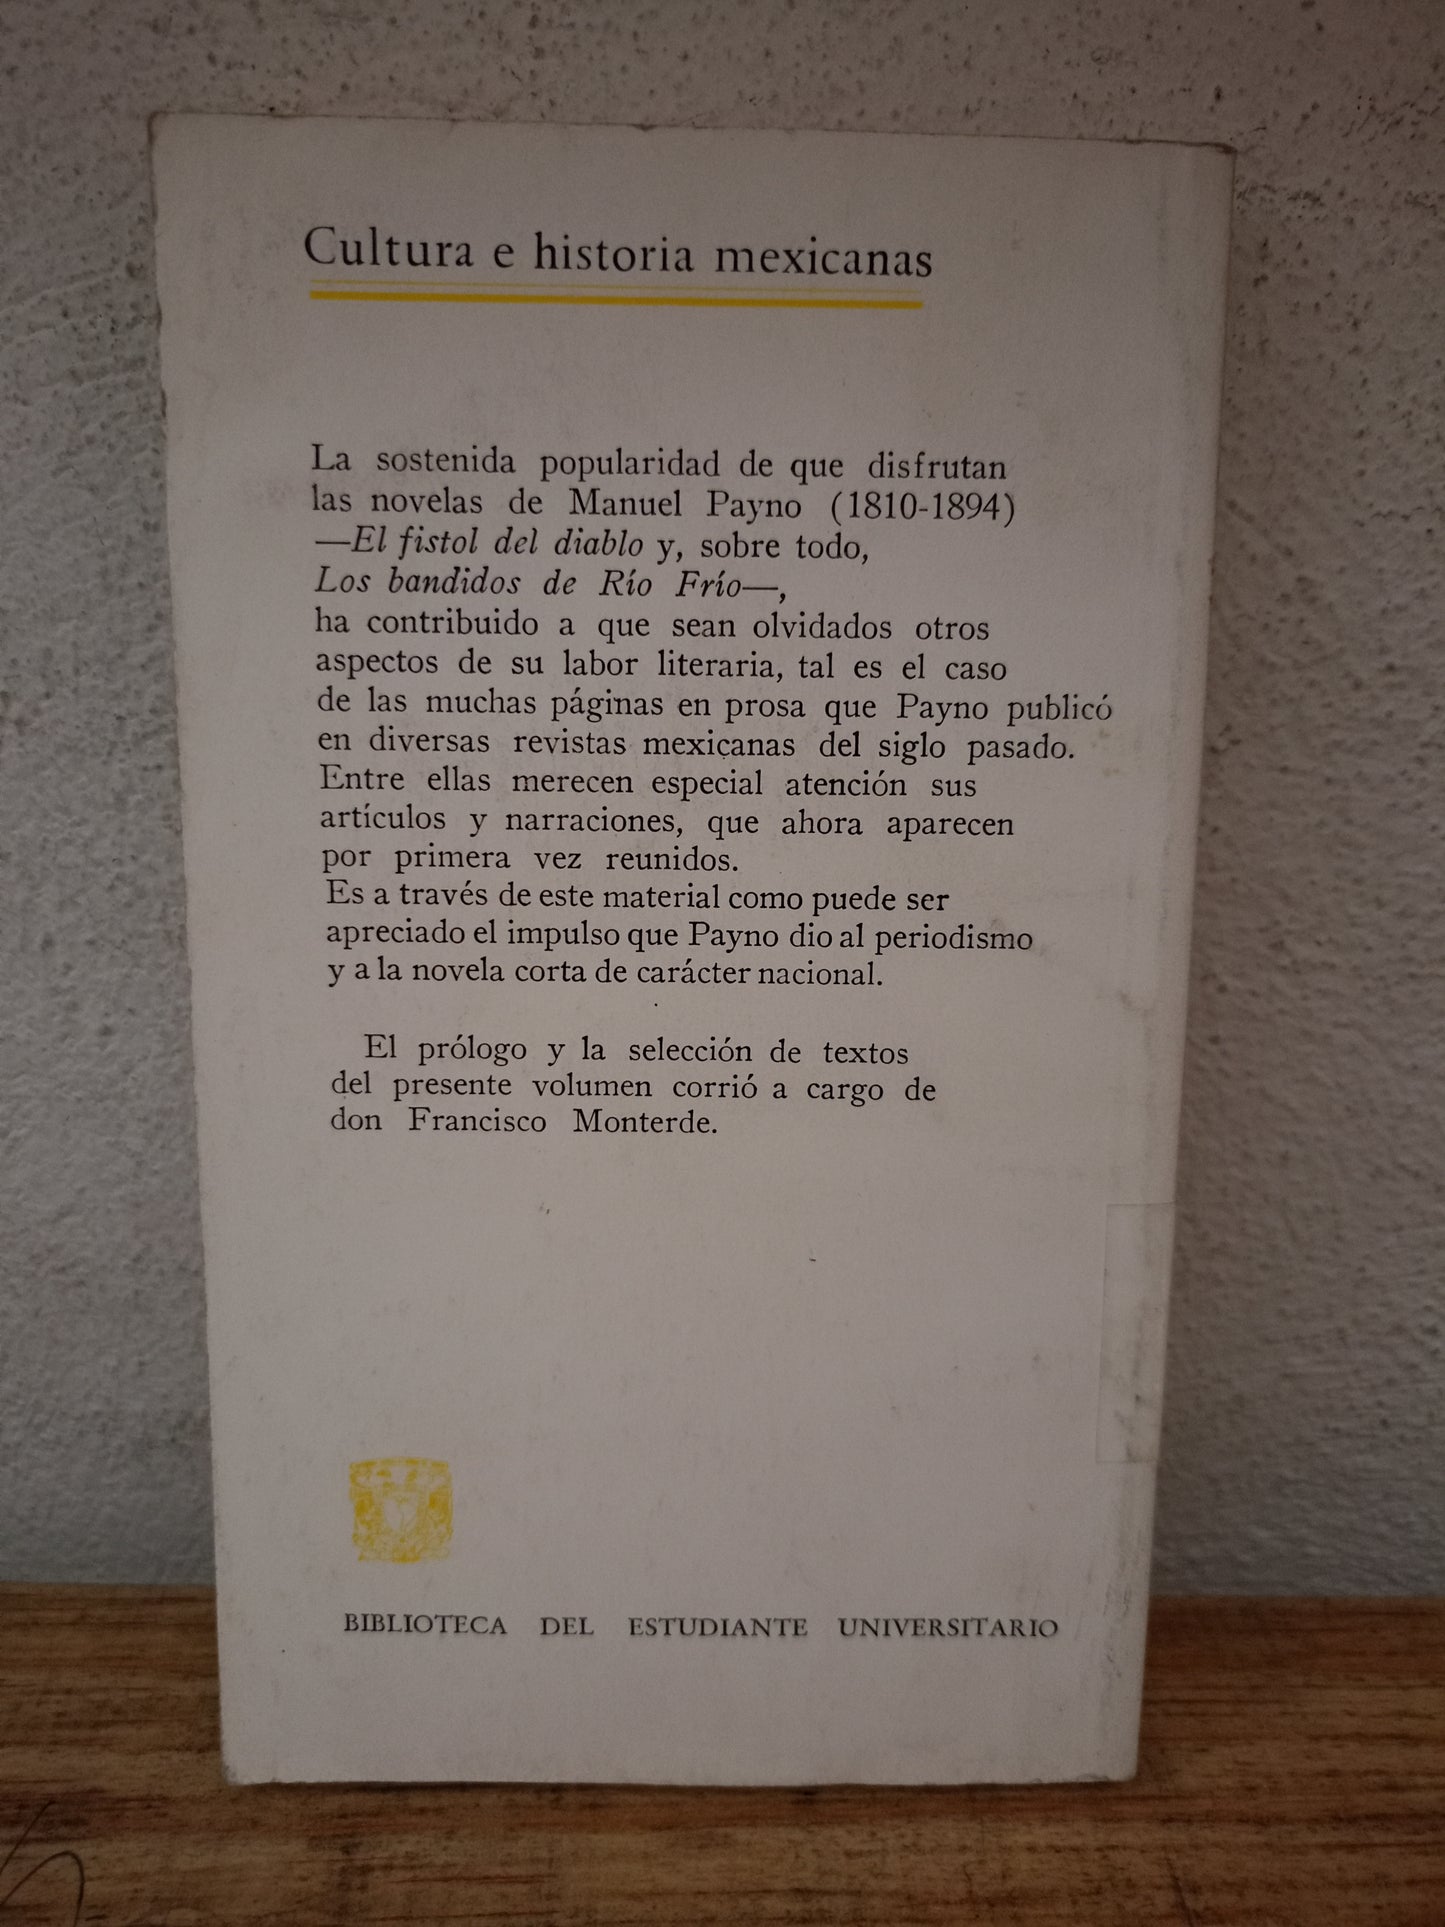 Cultura e historia mexicanas
La sostenida popularidad de que disfrutan
las novelas de Manuel Payno (1810-1894)
—El fistol del diablo y, sobre todo,
Los bandidos de Río Frío—,
ha contribuido a que sean olvidados otros
aspectos de su labor literaria, tal es el caso
de las muchas páginas en prosa que Payno publicó
en diversas revistas mexicanas del siglo pasado.
Entre ellas merecen especial atención sus
artículos y narraciones, que ahora aparecen
por primera vez reunidos.
Es a través de este material como puede ser
apreciado el impulso que Payno dio al periodismo
y a la novela corta de carácter nacional.
El prólogo y la selección de textos
del presente volumen corrió a cargo de
don Francisco Monterde.
BIBLIOTECA DEL ESTUDIANTE UNIVERSITARIO